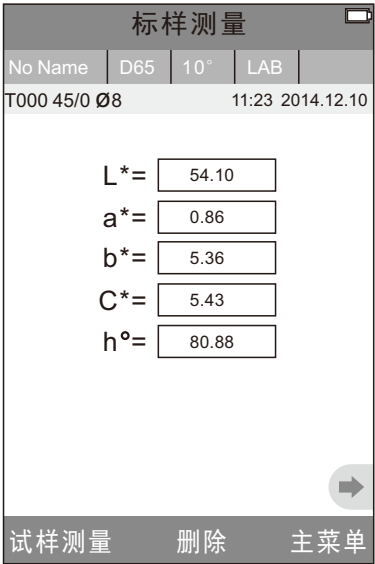 标样测量
No Name D65 10° LAB
T000 45/0 Ø8 11:23 2014.12.10
L*= 54.10
a*= 0.86
b*= 5.36
C*= 5.43
h°= 80.88
试样测量 删除 主菜单